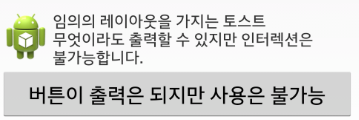 임의의 레이아웃을 가지는 토스트
무엇이라도 출력할 수 있지만 인터렉션은
불가능합니다.
버튼이 출력은 되지만 사용은 불가능